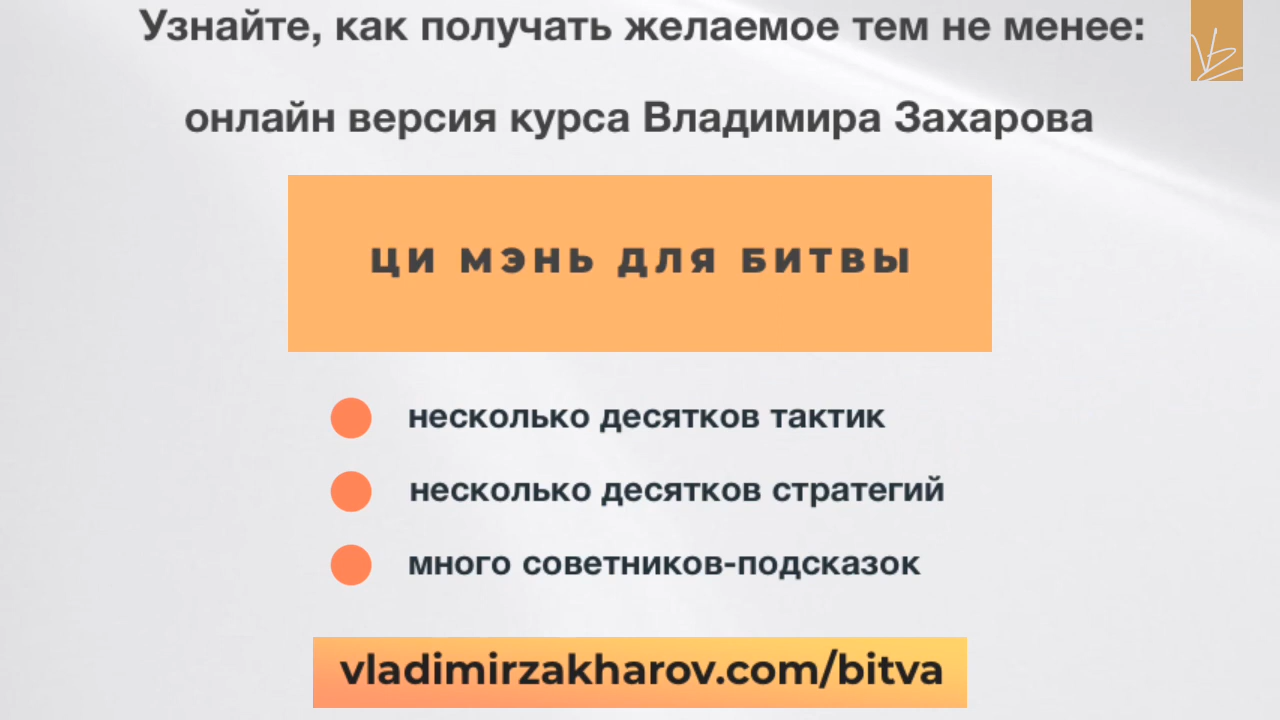 Узнайте, как получать желаемое тем не менее:
онлайн версия курса Владимира Захарова
ЦИ МЭНЬ ДЛЯ БИТВЫ
несколько десятков тактик
несколько десятков стратегий
много советников-подсказок
vladimirzakharov.com/bitva